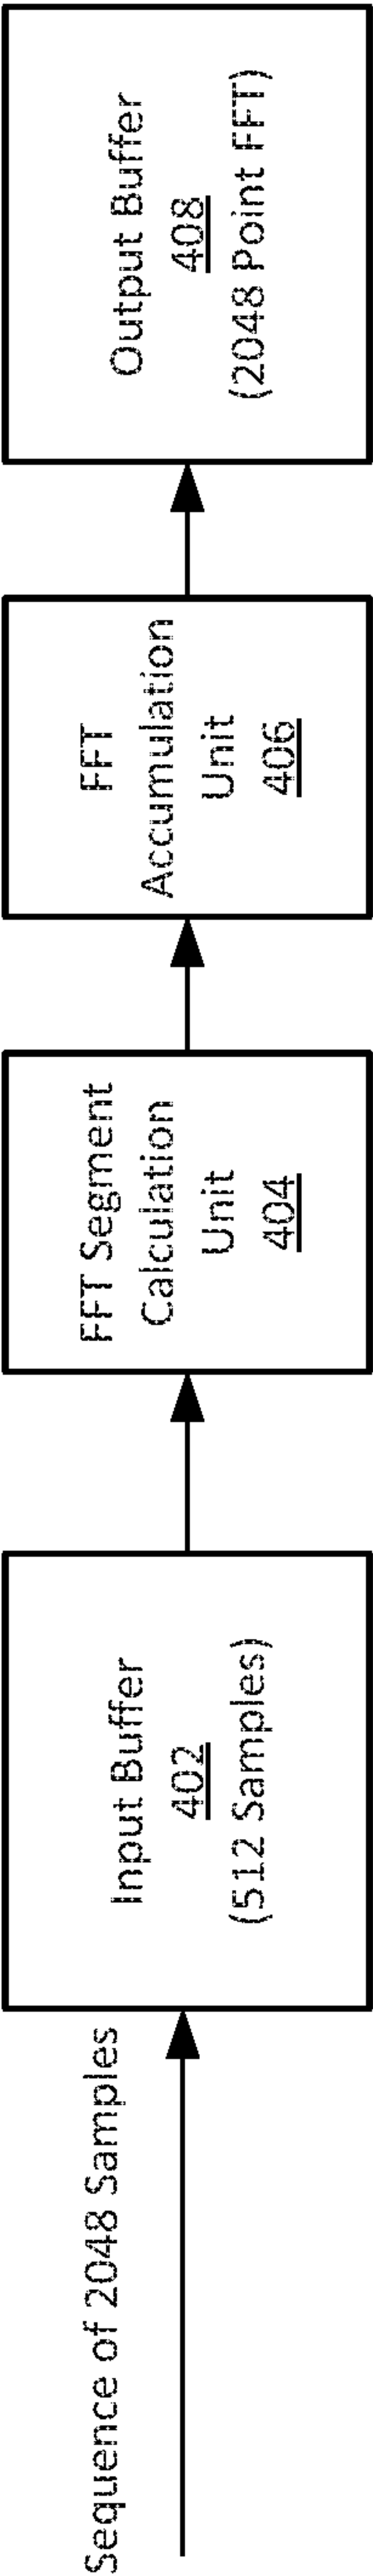 Sequence of 2048 Samples
Input Buffer
402
(512 Samples)
FFT Segment
Calculation
Unit
404
FFT
Accumulation
Unit
406
Output Buffer
408
(2048 Point FFT)